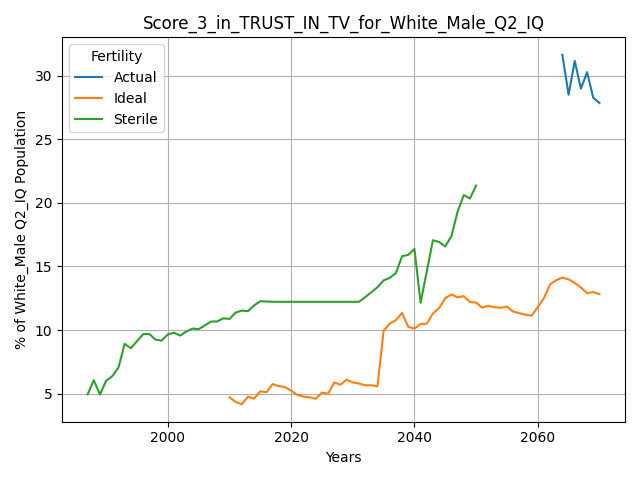 Score_3_in_TRUST_IN_TV_for_White_Male_Q2_IQ
Fertility
Actual
Ideal
Sterile
% of White_Male Q2_IQ Population
30
25
20
15
10
5
2000 2020 2040 2060
Years